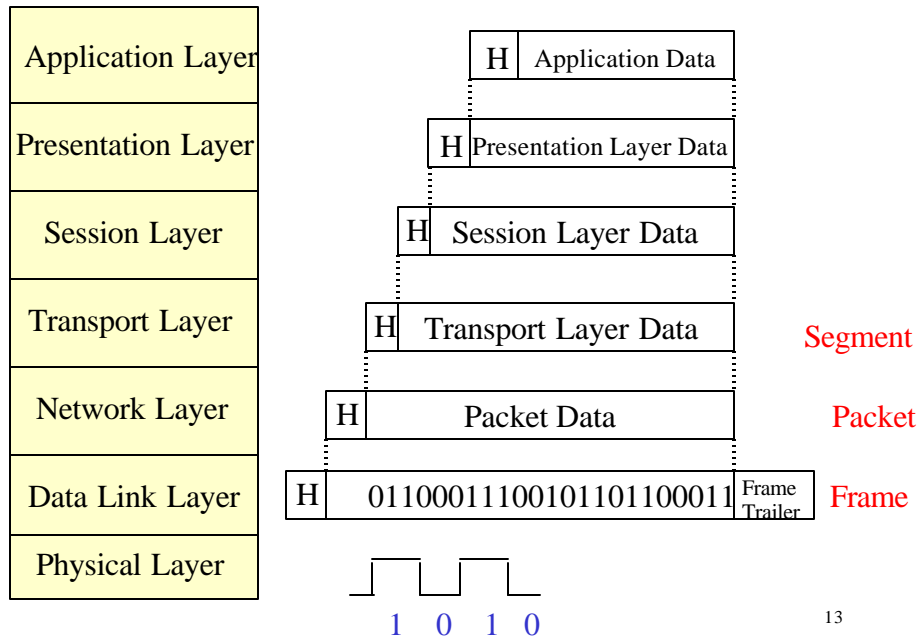 Application Layer
H Application Data
Presentation Layer
H Presentation Layer Data
Session Layer
H Session Layer Data
Transport Layer
H Transport Layer Data
Segment
Network Layer
H Packet Data
Packet
Data Link Layer
H 0110001110010110110011 Frame Trailer
Frame
Physical Layer
1 0 1 0
13